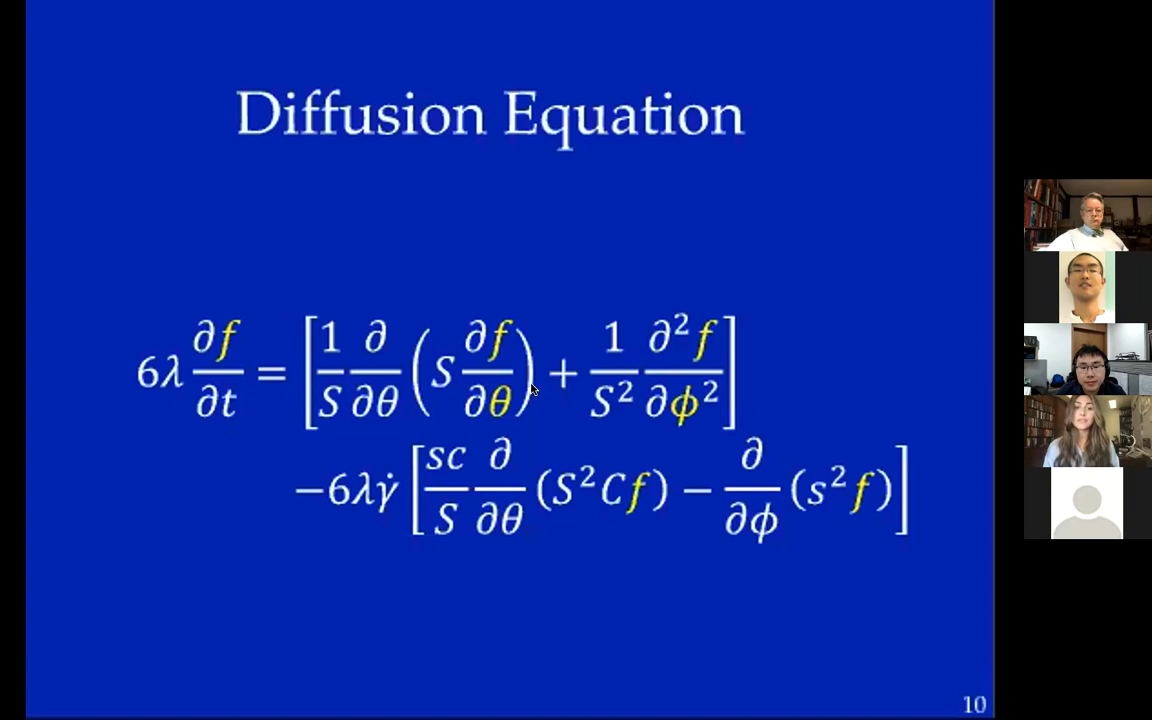 Diffusion Equation
6λ ∂f/∂t = [1/S ∂/∂θ (S ∂f/∂θ) + 1/S² ∂²f/∂ϕ²]
−6λγ̇ [sc/S ∂/∂θ (S²Cf) − ∂/∂ϕ (s²f)]
10